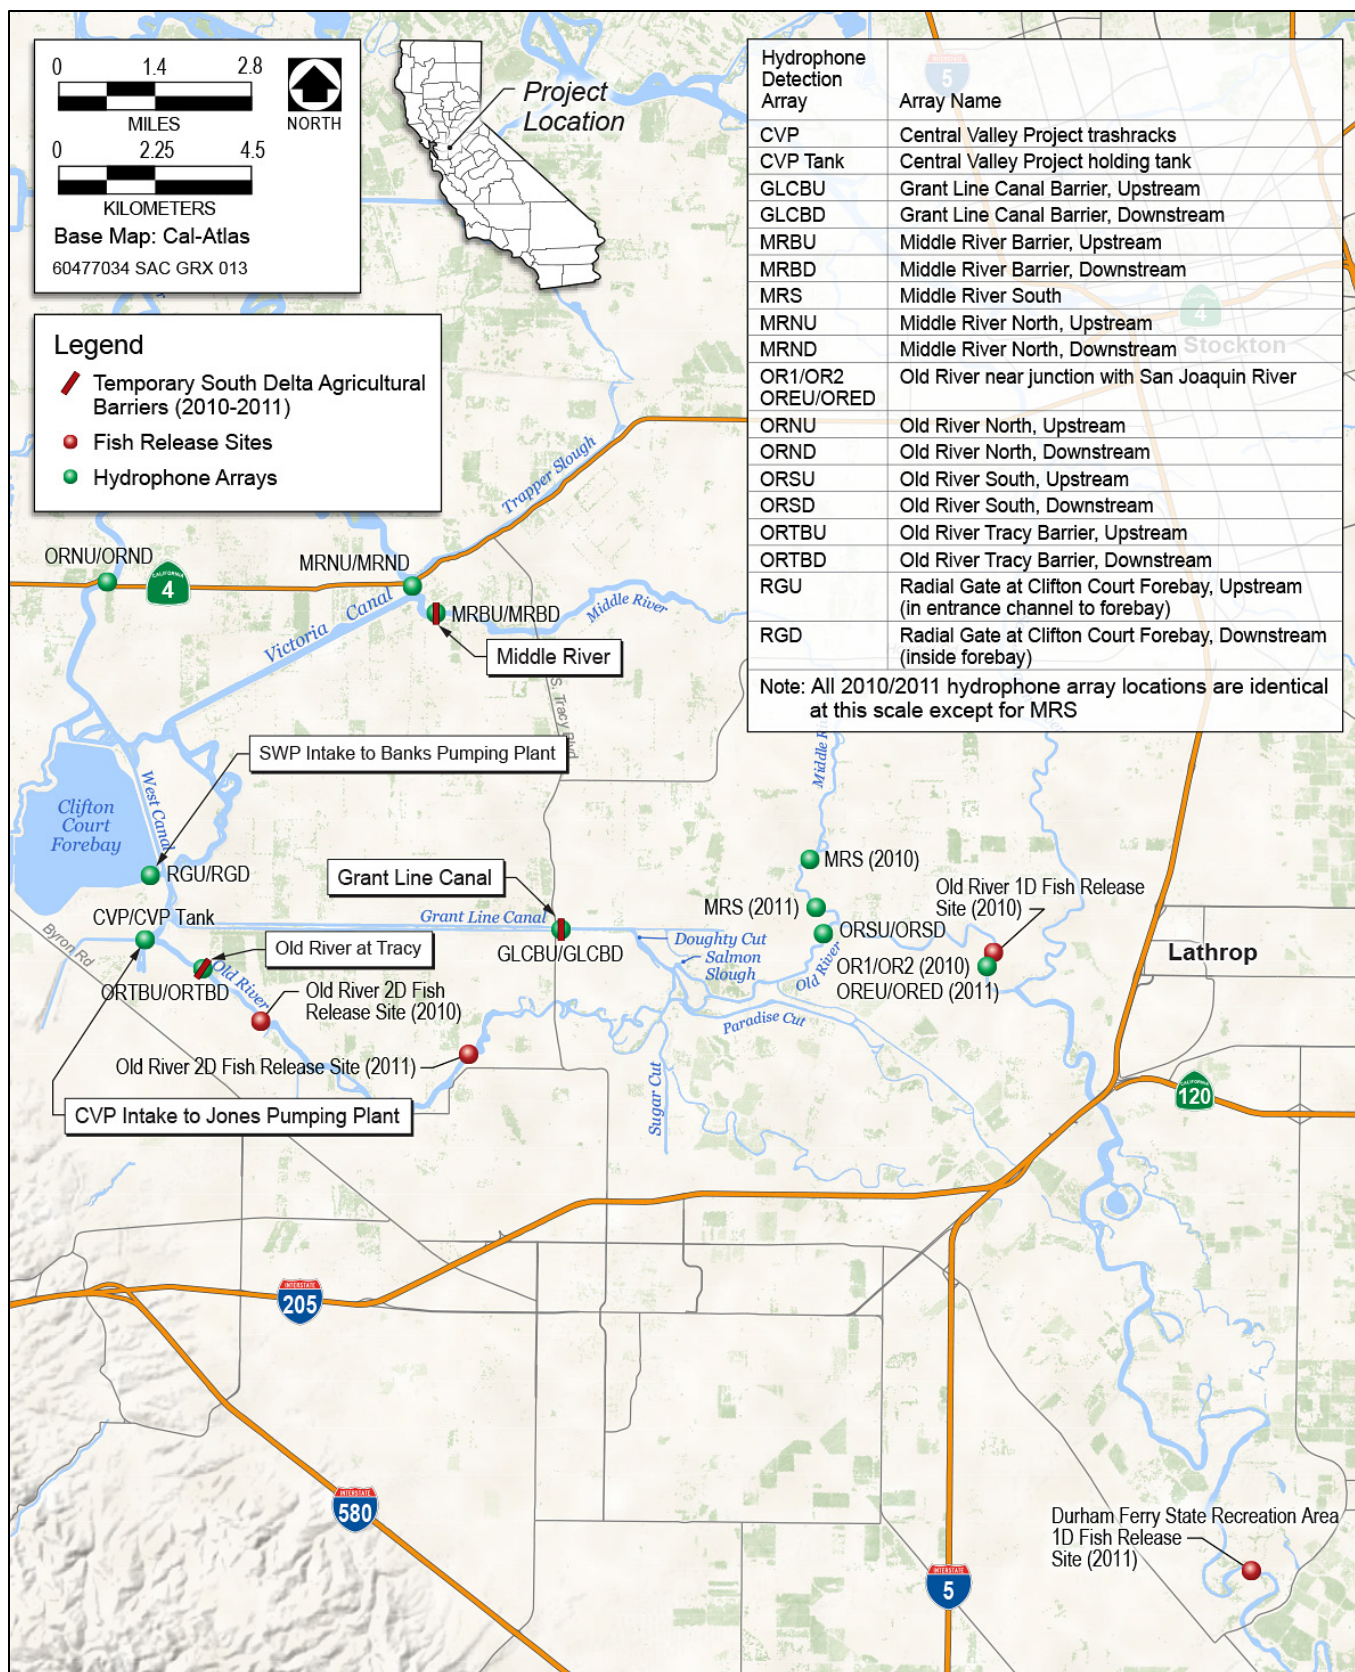 0 1.4 2.8
MILES
0 2.25 4.5
KILOMETERS
NORTH
Base Map: Cal-Atlas
60477034 SAC GRX 013
Project
Location
Legend
Temporary South Delta Agricultural
Barriers (2010-2011)
Fish Release Sites
Hydrophone Arrays
Hydrophone
Detection
Array Array Name
CVP Central Valley Project trashracks
CVP Tank Central Valley Project holding tank
GLCBU Grant Line Canal Barrier, Upstream
GLCBD Grant Line Canal Barrier, Downstream
MRBU Middle River Barrier, Upstream
MRBD Middle River Barrier, Downstream
MRS Middle River South
MRNU Middle River North, Upstream
MRND Middle River North, Downstream
OR1/OR2 Old River near junction with San Joaquin River
OREU/ORED
ORNU Old River North, Upstream
ORND Old River North, Downstream
ORSU Old River South, Upstream
ORSD Old River South, Downstream
ORTBU Old River Tracy Barrier, Upstream
ORTBD Old River Tracy Barrier, Downstream
RGU Radial Gate at Clifton Court Forebay, Upstream
(in entrance channel to forebay)
RGD Radial Gate at Clifton Court Forebay, Downstream
(inside forebay)
Note: All 2010/2011 hydrophone array locations are identical
at this scale except for MRS
5
4
Stockton
Trapper Slough
ORNU/ORND
CALIFORNIA
4
MRNU/MRND
Victoria Canal
MRBU/MRBD
Middle River
Middle River
S. Tracy Blvd
SWP Intake to Banks Pumping Plant
West Canal
Clifton
Court
Forebay
RGU/RGD
Middle
MRS (2010)
Grant Line Canal
Old River 1D Fish Release
Site (2010)
MRS (2011)
CVP/CVP Tank
Grant Line Canal
Byron Rd
GLCBU/GLCBD
Doughty Cut
Salmon
Slough
ORSU/ORSD
Old River
Lathrop
Old River at Tracy
OR1/OR2 (2010)
OREU/ORED (2011)
ORTBU/ORTBD
Old River
Old River 2D Fish
Release Site (2010)
Paradise Cut
Old River 2D Fish Release Site (2011)
Sugar Cut
CVP Intake to Jones Pumping Plant
CALIFORNIA
120
INTERSTATE
205
INTERSTATE
580
INTERSTATE
5
Durham Ferry State Recreation Area
1D Fish Release
Site (2011)